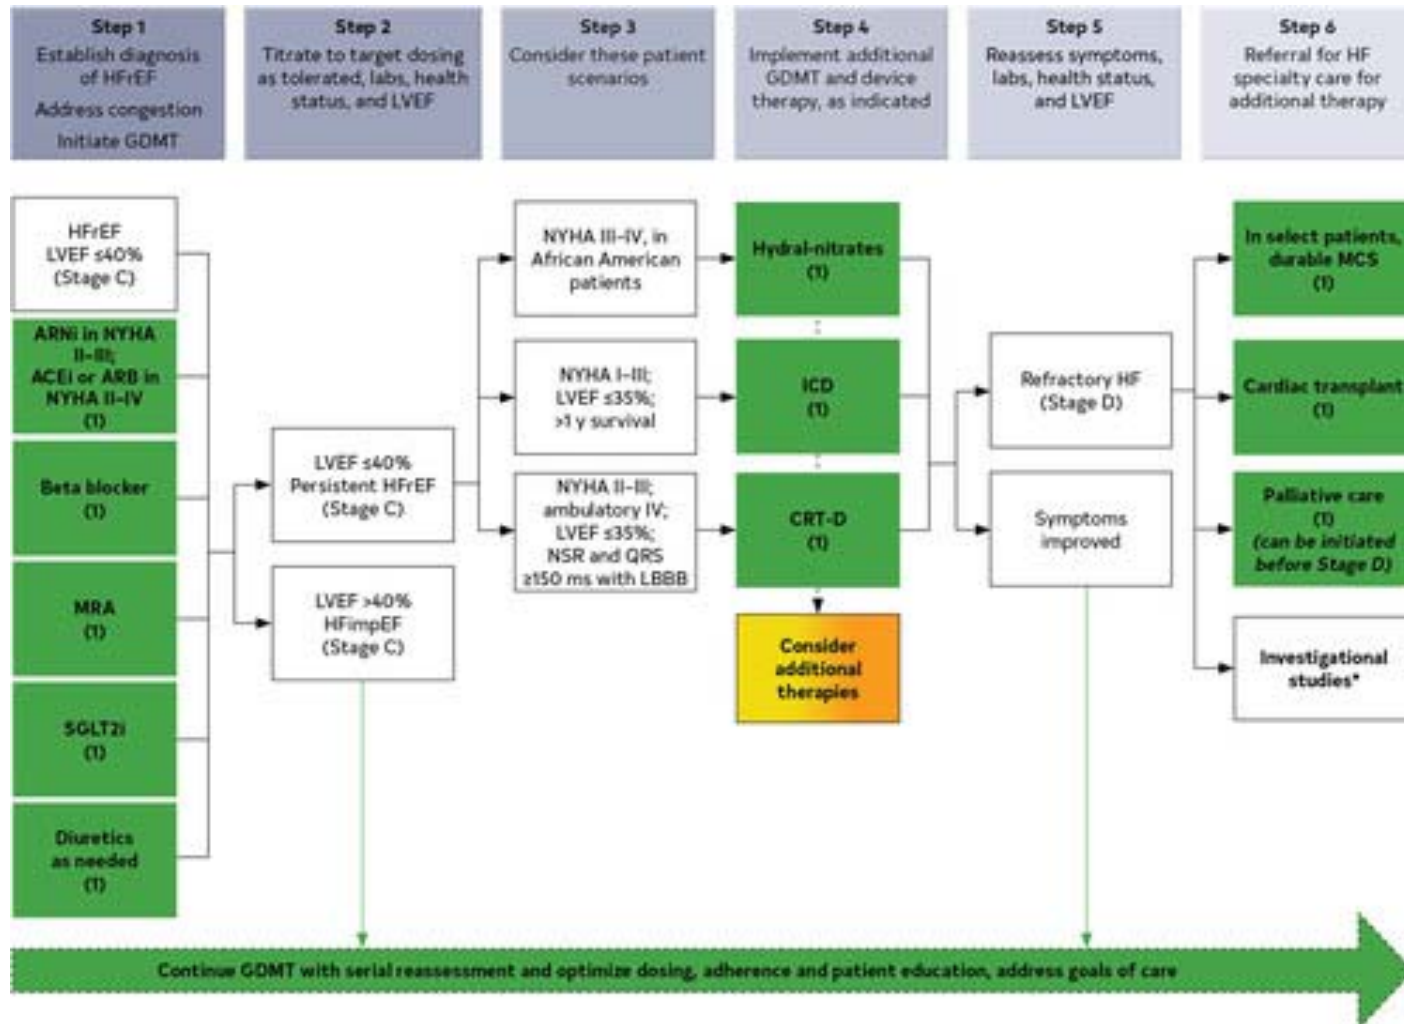 Step 1
Establish diagnosis
of HFrEF
Address congestion
Initiate GDMT
Step 2
Titrate to target dosing
as tolerated, labs, health
status, and LVEF
Step 3
Consider these patient
scenarios
Step 4
Implement additional
GDMT and device
therapy, as indicated
Step 5
Reassess symptoms,
labs, health status,
and LVEF
Step 6
Referral for HF
specialty care for
additional therapy
HFrEF
LVEF ≤40%
(Stage C)
ARNi in NYHA
II–III;
ACEi or ARB in
NYHA II–IV
(1)
Beta blocker
(1)
MRA
(1)
SGLT2i
(1)
Diuretics
as needed
(1)
LVEF ≤40%
Persistent HFrEF
(Stage C)
LVEF >40%
HFimpEF
(Stage C)
NYHA III–IV, in
African American
patients
NYHA I–III;
LVEF ≤35%;
>1 y survival
NYHA II–III;
ambulatory IV;
LVEF ≤35%;
NSR and QRS
≥150 ms with LBBB
Hydral-nitrates
(1)
ICD
(1)
CRT-D
(1)
Consider
additional
therapies
Refractory HF
(Stage D)
Symptoms
improved
In select patients,
durable MCS
(1)
Cardiac transplant
(1)
Palliative care
(1)
(can be initiated
before Stage D)
Investigational
studies*
Continue GDMT with serial reassessment and optimize dosing, adherence and patient education, address goals of care